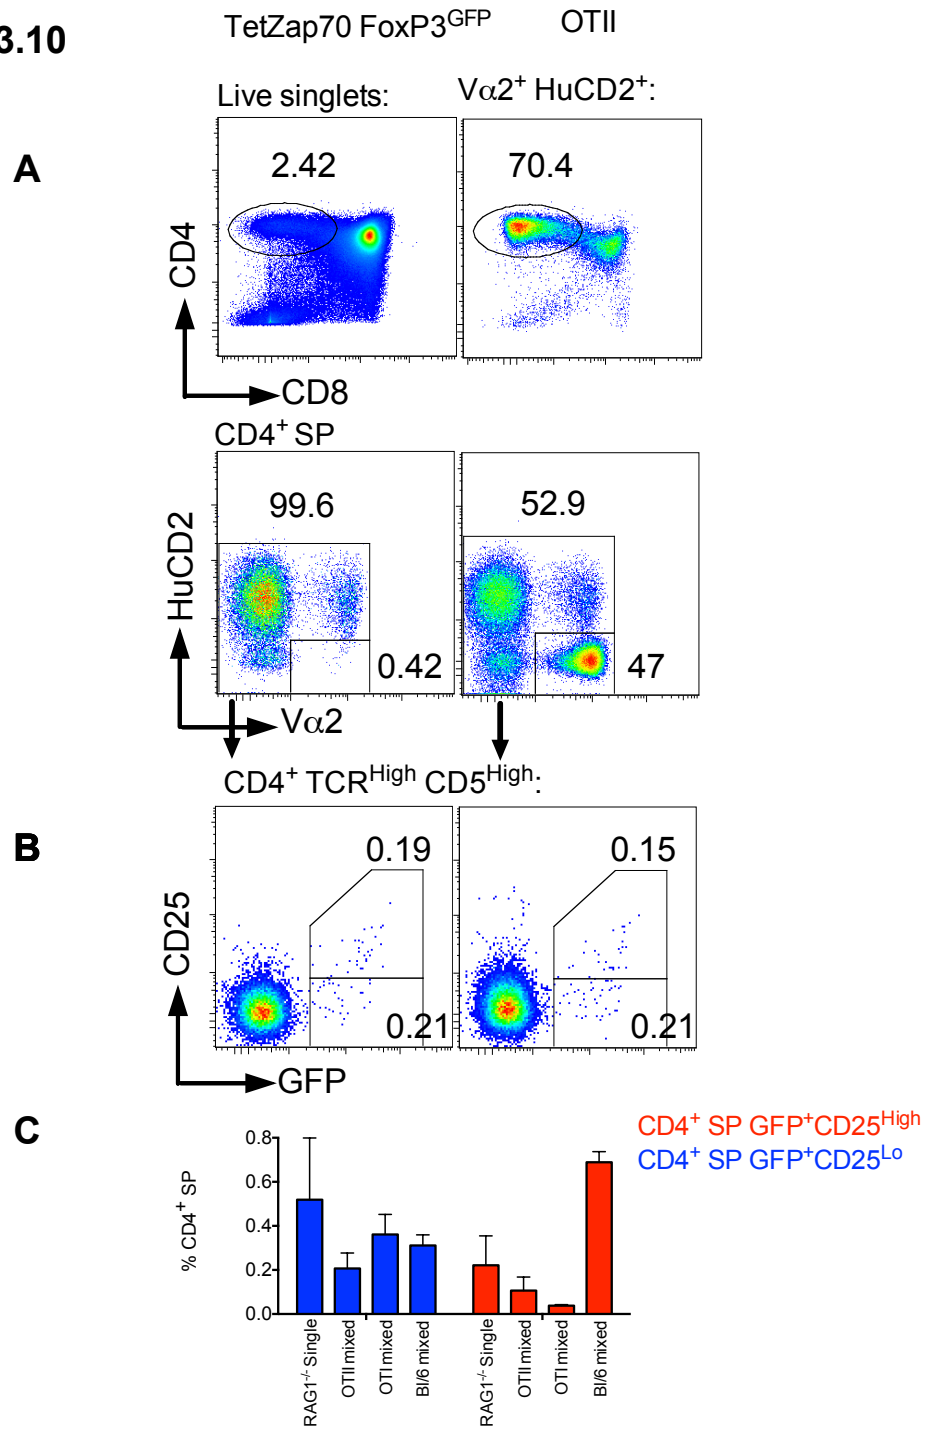 3.10
TetZap70 FoxP3GFP OTII
Live singlets: Vα2+ HuCD2+:
A
2.42 70.4
CD4
CD8
CD4+ SP
99.6 52.9
HuCD2
0.42 47
Vα2
CD4+ TCRHigh CD5High:
B
0.19 0.15
CD25
0.21 0.21
GFP
C
CD4+ SP GFP+CD25High
CD4+ SP GFP+CD25Lo
% CD4+ SP
0.8
0.6
0.4
0.2
0.0
RAG1-/- Single
OTII mixed
OTI mixed
Bl/6 mixed
RAG1-/- Single
OTII mixed
OTI mixed
Bl/6 mixed